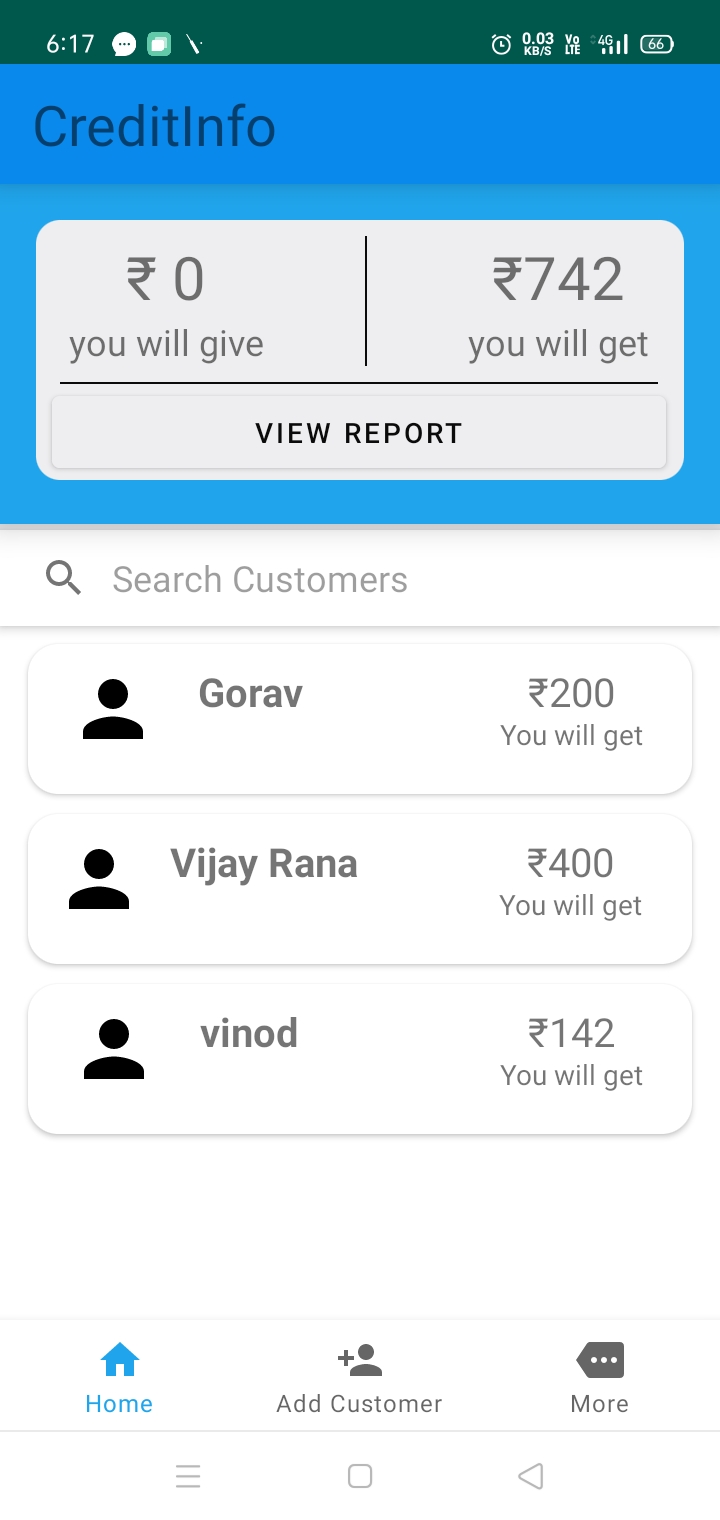 6:17 0.03 KB/S Vo LTE 4G 66
CreditInfo
₹ 0 ₹742
you will give you will get
VIEW REPORT
Search Customers
Gorav ₹200
You will get
Vijay Rana ₹400
You will get
vinod ₹142
You will get
Home Add Customer More